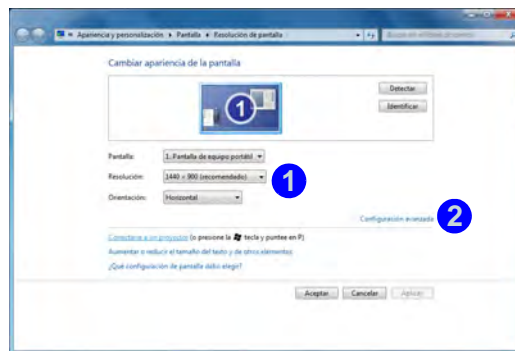 « Apariencia y personalización ▸ Pantalla ▸ Resolución de pantalla
Cambiar apariencia de la pantalla
1
Detectar
Identificar
Pantalla: 1. Pantalla de equipo portátil
Resolución: 1440 × 900 (recomendado) 1
Orientación: Horizontal
Configuración avanzada 2
Conectarse a un proyector (o presione la tecla y puntee en P)
Aumentar o reducir el tamaño del texto y de otros elementos
¿Qué configuración de pantalla debo elegir?
Aceptar Cancelar Aplicar